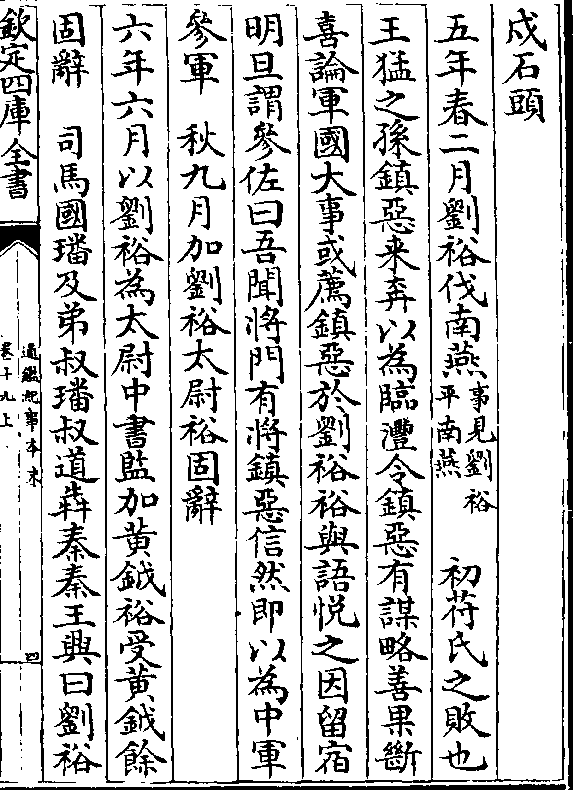 戍石頭
五年春二月劉裕伐南燕事見劉裕平南燕 初苻氏之敗也
王猛之孫鎮惡来奔以為臨澧令鎮惡有謀略善果斷
喜論軍國大事或薦鎮惡於劉裕裕與語悦之因留宿
明旦謂參佐曰吾聞將門有將鎮惡信然即以為中軍
參軍 秋九月加劉裕太尉裕固辭
六年六月以劉裕為太尉中書監加黄鉞裕受黄鉞餘
固辭 司馬國璠及弟叔璠叔道犇秦秦王興曰劉裕
欽定四庫全書
通鑑紀事本末
卷十九上
四